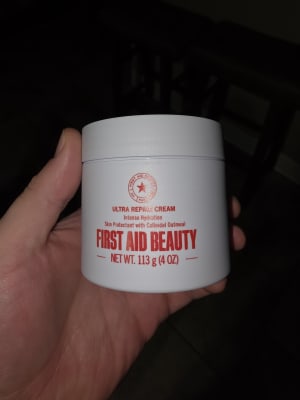 ULTRA REPAIR CREAM
Intense Hydration
Skin Protectant with Colloidal Oatmeal
FIRST AID BEAUTY
NET WT. 113 g (4 OZ)